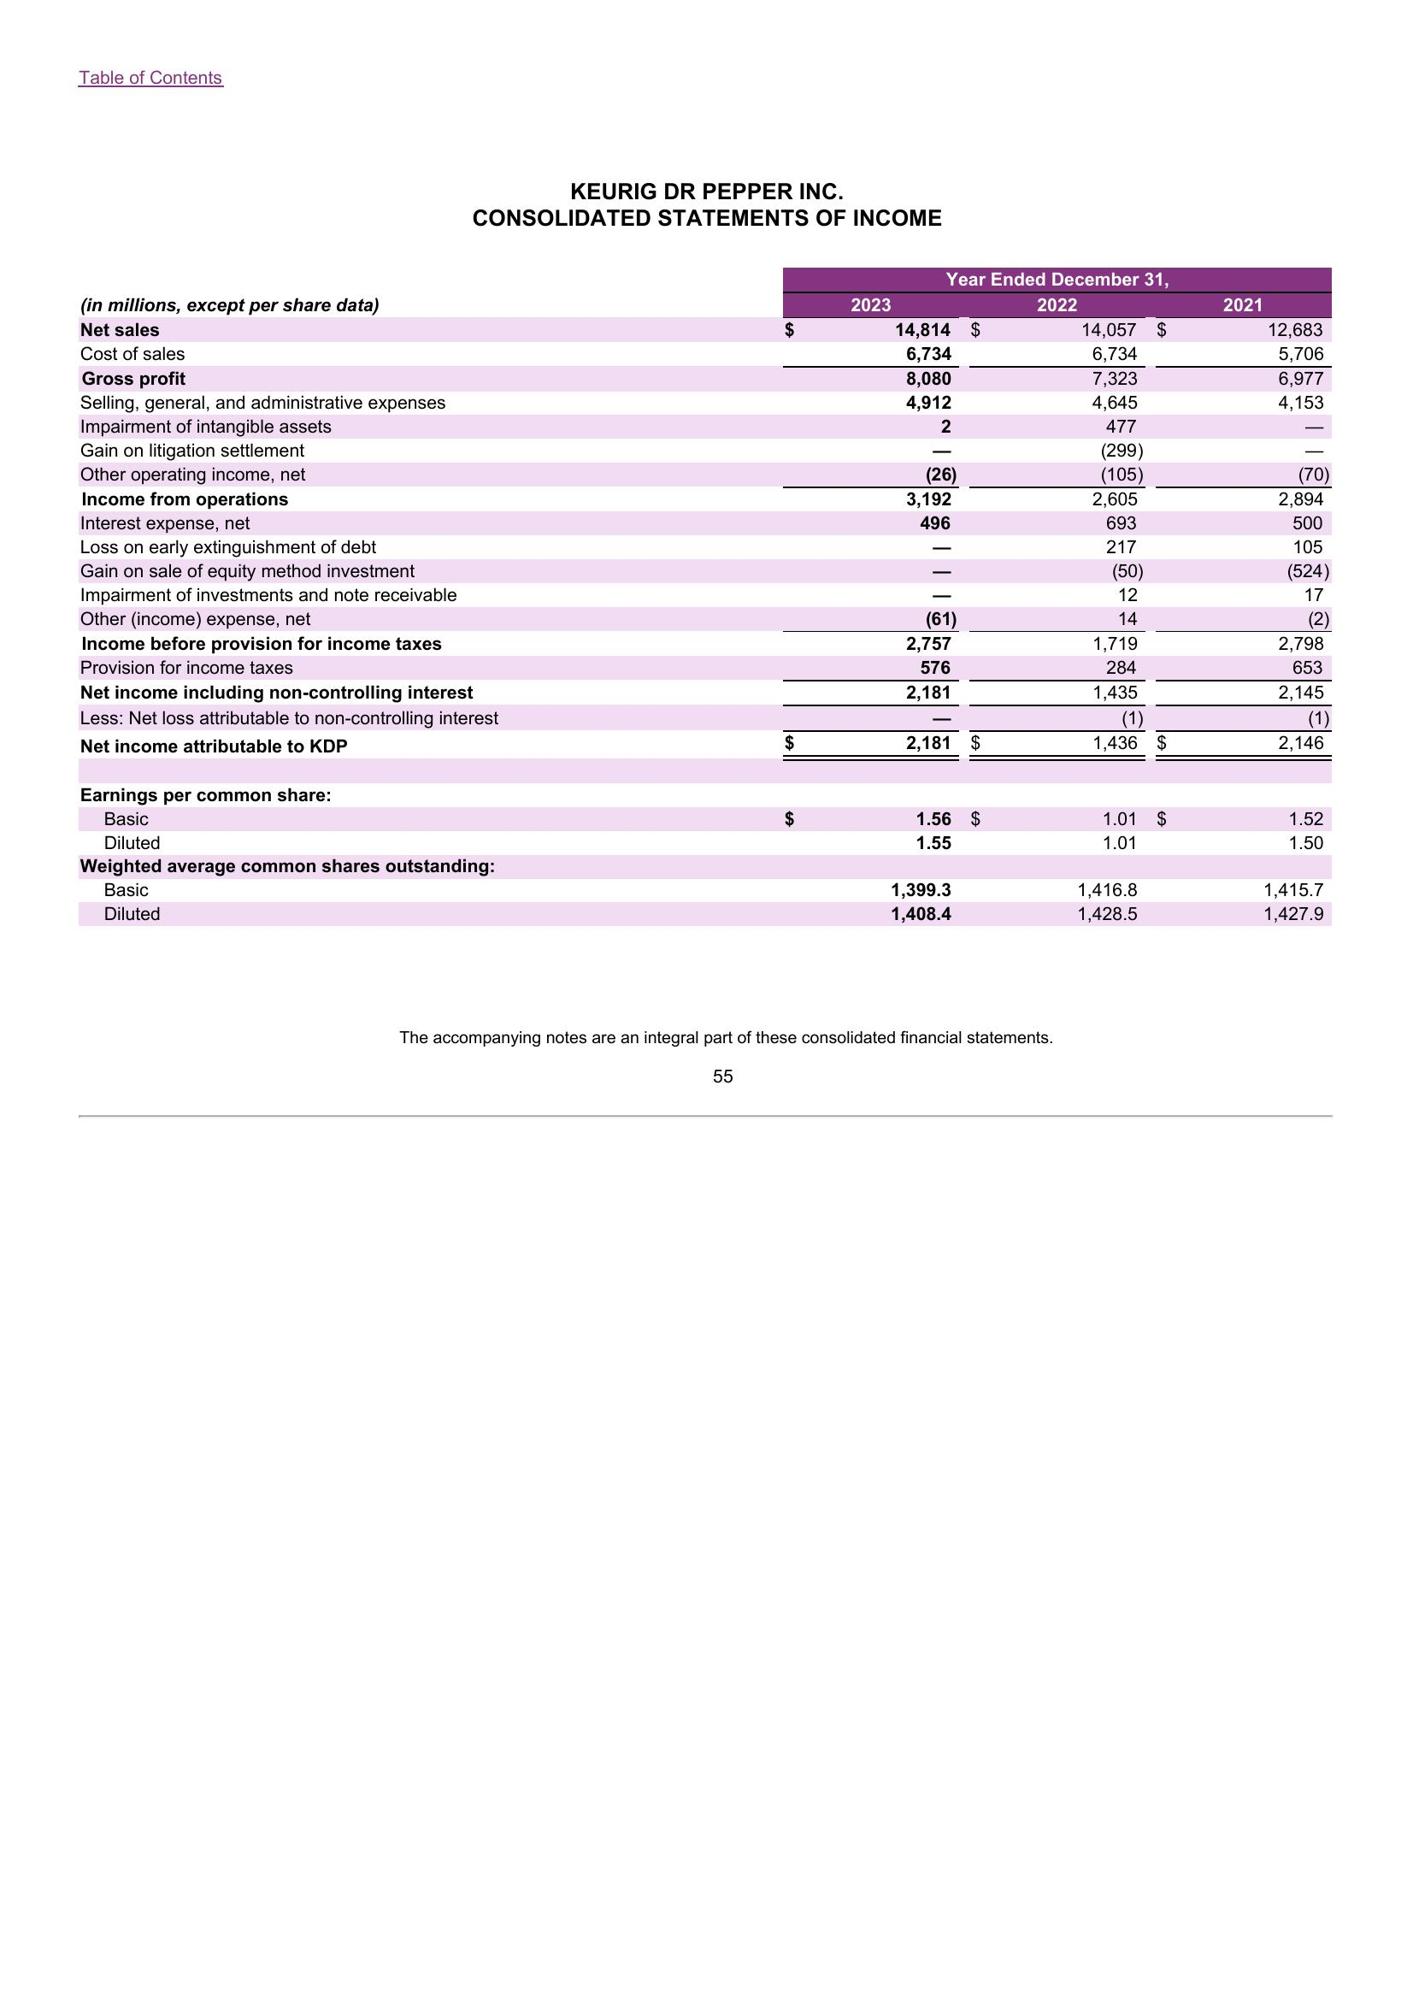 Table of Contents
KEURIG DR PEPPER INC.
CONSOLIDATED STATEMENTS OF INCOME
Year Ended December 31,
(in millions, except per share data) 2023 2022 2021
Net sales $ 14,814 $ 14,057 $ 12,683
Cost of sales 6,734 6,734 5,706
Gross profit 8,080 7,323 6,977
Selling, general, and administrative expenses 4,912 4,645 4,153
Impairment of intangible assets 2 477 —
Gain on litigation settlement — (299) —
Other operating income, net (26) (105) (70)
Income from operations 3,192 2,605 2,894
Interest expense, net 496 693 500
Loss on early extinguishment of debt — 217 105
Gain on sale of equity method investment — (50) (524)
Impairment of investments and note receivable — 12 17
Other (income) expense, net (61) 14 (2)
Income before provision for income taxes 2,757 1,719 2,798
Provision for income taxes 576 284 653
Net income including non-controlling interest 2,181 1,435 2,145
Less: Net loss attributable to non-controlling interest — (1) (1)
Net income attributable to KDP $ 2,181 $ 1,436 $ 2,146
Earnings per common share:
Basic $ 1.56 $ 1.01 $ 1.52
Diluted 1.55 1.01 1.50
Weighted average common shares outstanding:
Basic 1,399.3 1,416.8 1,415.7
Diluted 1,408.4 1,428.5 1,427.9
The accompanying notes are an integral part of these consolidated financial statements.
55